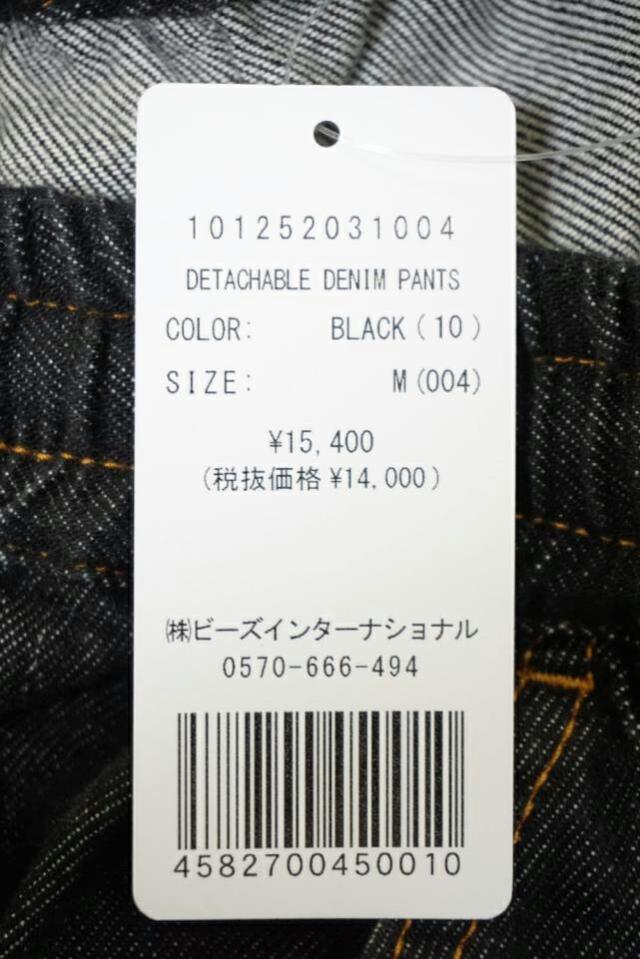 101252031004
DETACHABLE DENIM PANTS
COLOR: BLACK(10)
SIZE: M(004)
¥15,400
(税抜価格 ¥14,000)
㈱ビーズインターナショナル
0570-666-494
4582700450010